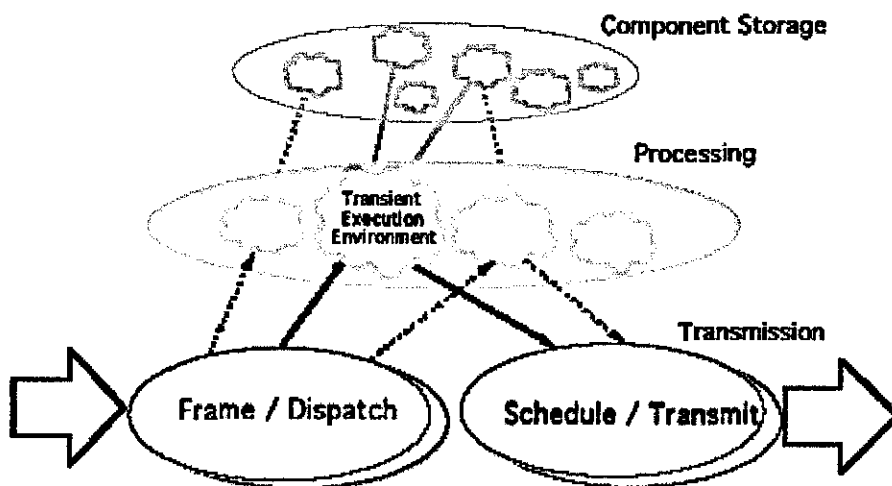 Component Storage
Processing
Transient
Execution
Environment
Transmission
Frame / Dispatch
Schedule / Transmit